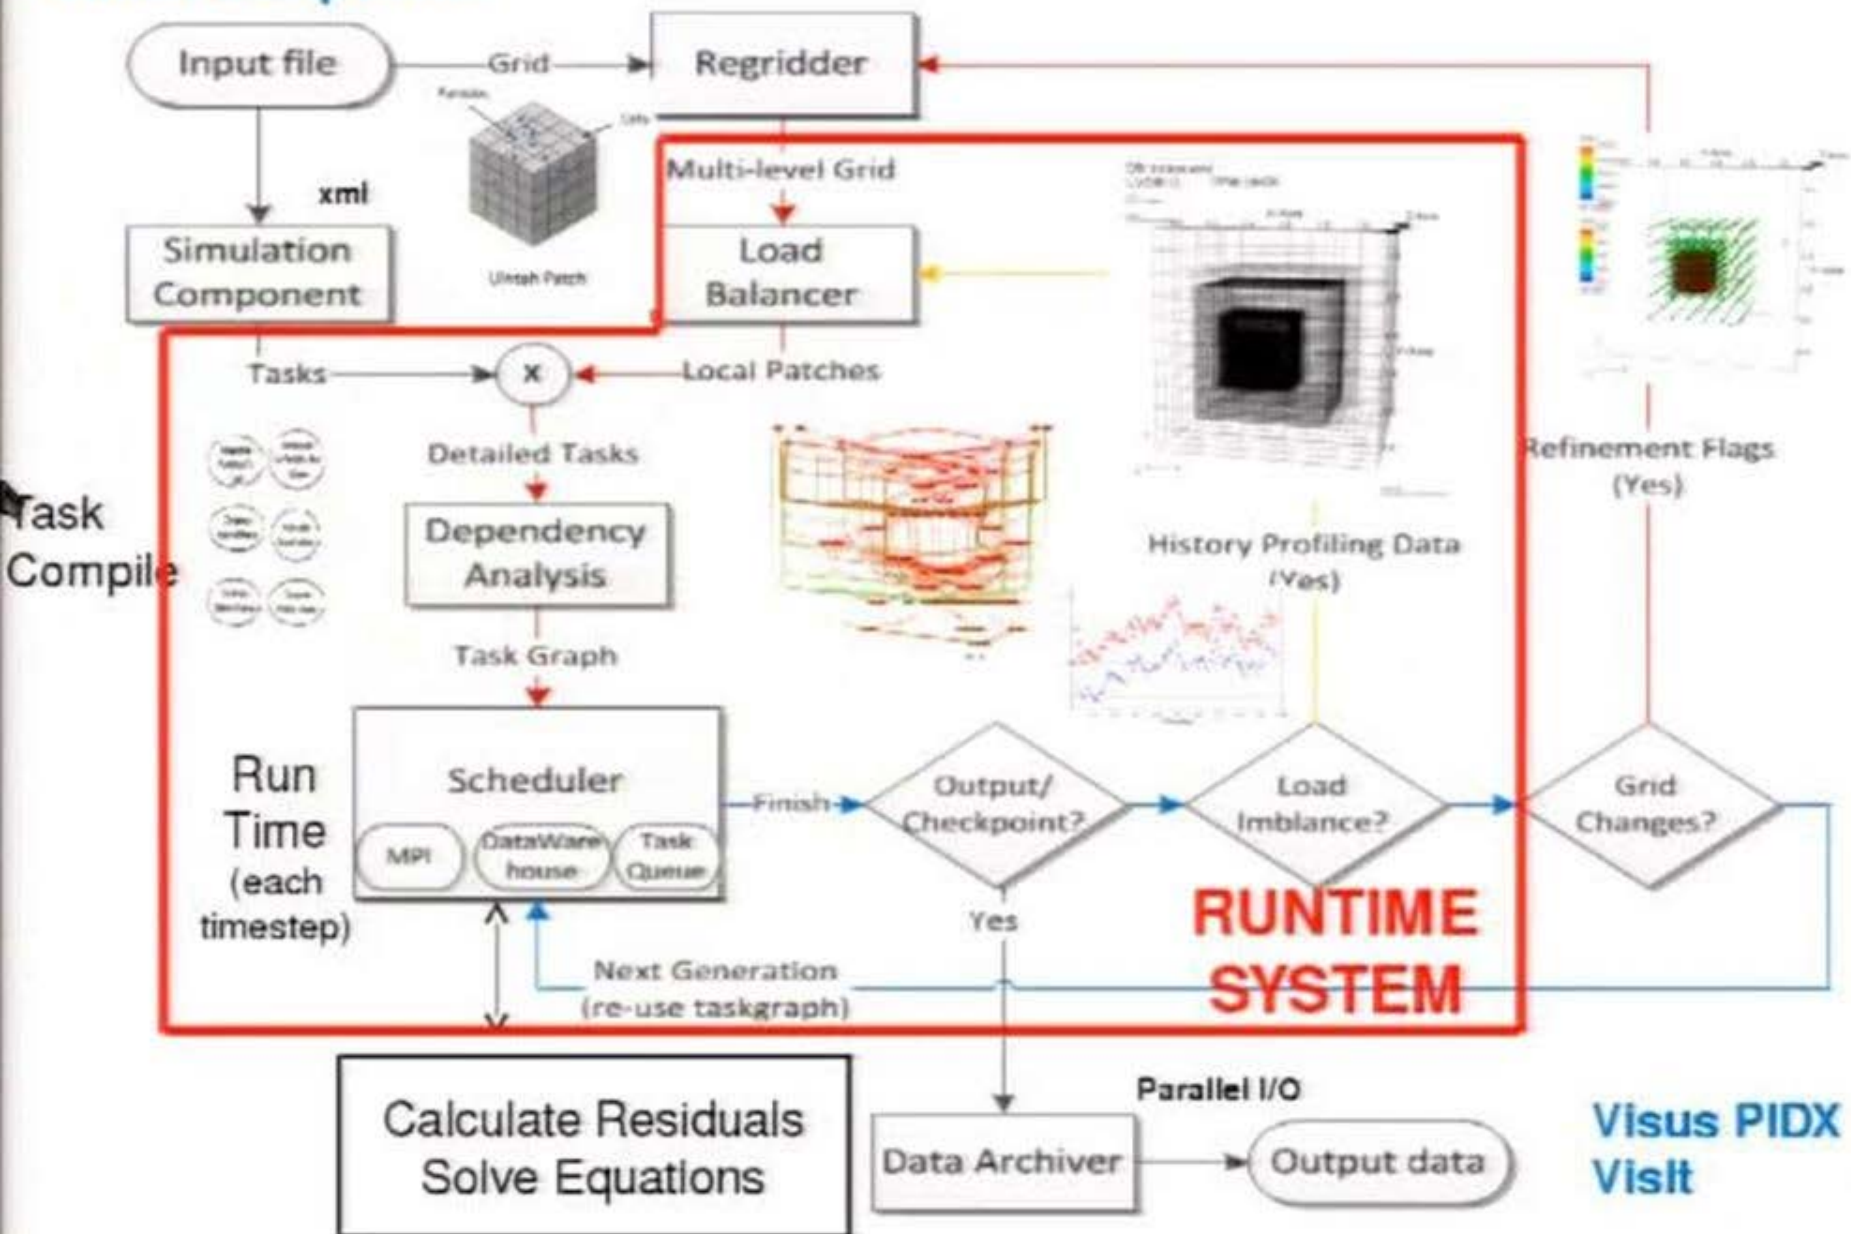 Input file
Grid
Regridder
Cells
Multi-level Grid
xml
Simulation
Component
Uintah Patch
Load
Balancer
Tasks
X
Local Patches
Detailed Tasks
Refinement Flags
(Yes)
Task
Compile
Dependency
Analysis
History Profiling Data
(Yes)
Task Graph
Run
Time
(each
timestep)
Scheduler
MPI
DataWare
house
Task
Queue
Finish
Output/
Checkpoint?
Load
Imblance?
Grid
Changes?
Yes
RUNTIME
SYSTEM
Next Generation
(re-use taskgraph)
Calculate Residuals
Solve Equations
Parallel I/O
Data Archiver
Output data
Visus PIDX
VisIt